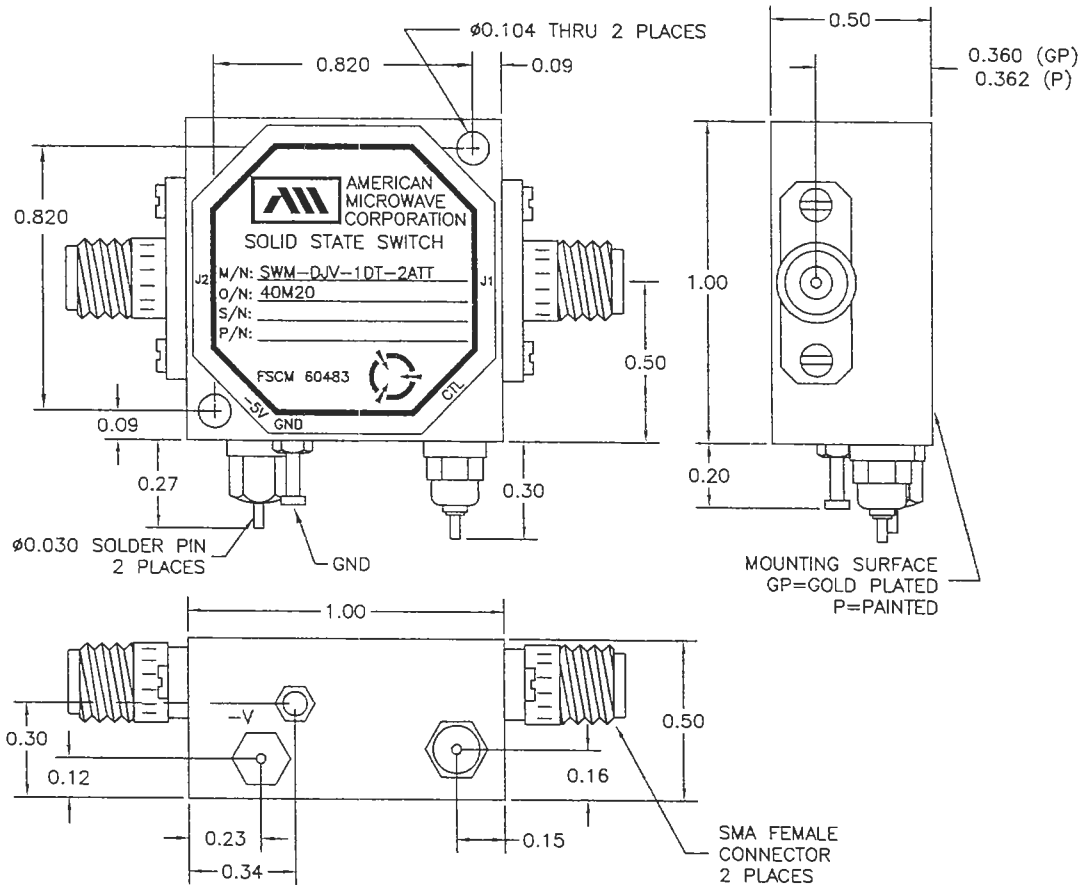 Ø0.104 THRU 2 PLACES
0.820
0.09
0.50
0.360 (GP)
0.362 (P)
0.820
AMERICAN
MICROWAVE
CORPORATION
SOLID STATE SWITCH
J2
M/N: SWM-DJV-1DT-2ATT
J1
O/N: 40M20
S/N:
P/N:
FSCM 60483
-5V
GND
CTL
1.00
0.50
0.09
0.27
0.30
0.20
Ø0.030 SOLDER PIN
2 PLACES
GND
MOUNTING SURFACE
GP=GOLD PLATED
P=PAINTED
1.00
-V
0.30
0.12
0.50
0.16
0.23
0.15
0.34
SMA FEMALE
CONNECTOR
2 PLACES